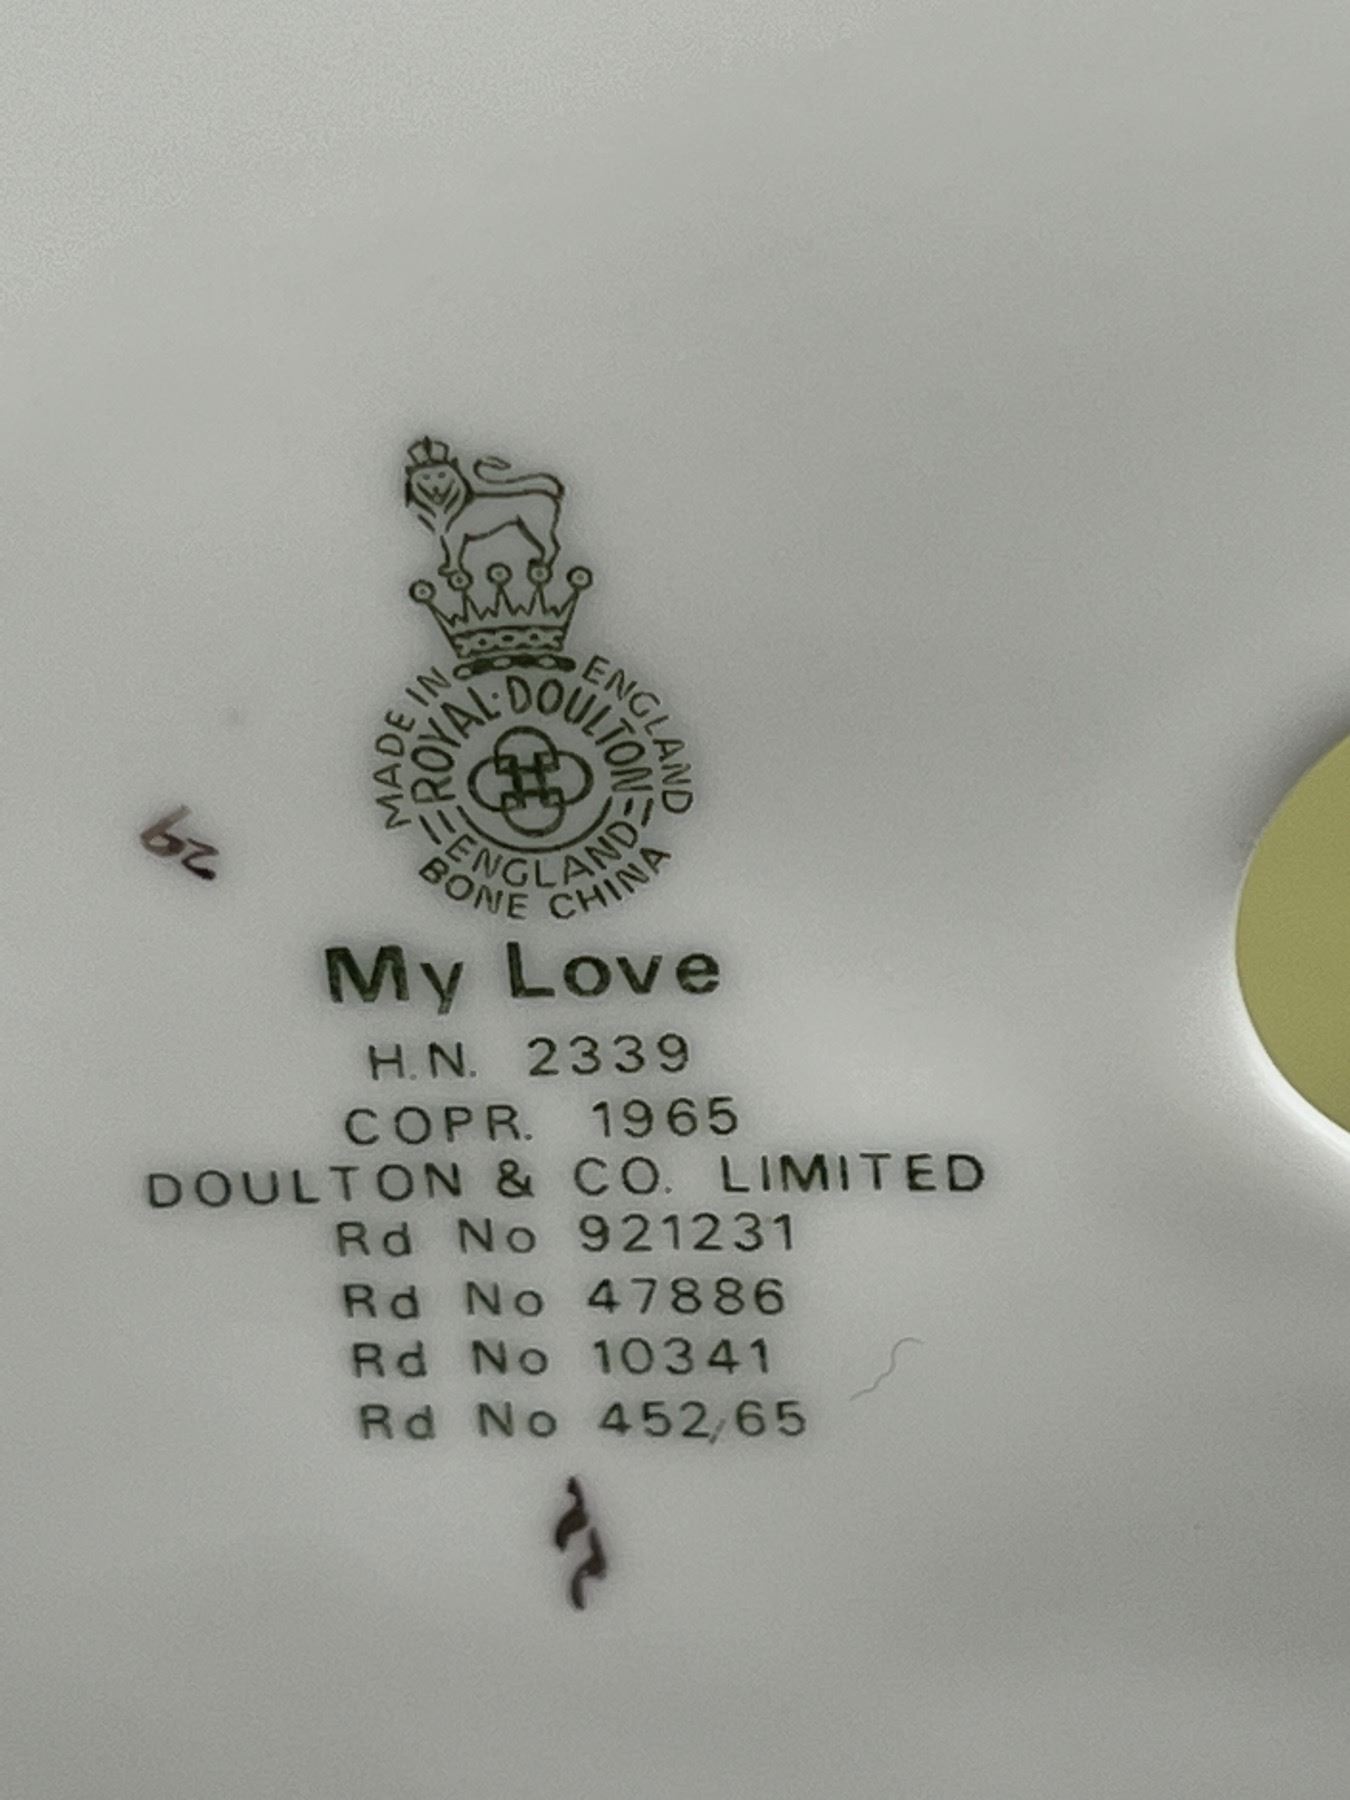 MADE IN ENGLAND
ROYAL·DOULTON
ENGLAND
BONE CHINA
My Love
H.N. 2339
COPR. 1965
DOULTON & CO. LIMITED
Rd No 921231
Rd No 47886
Rd No 10341
Rd No 452/65